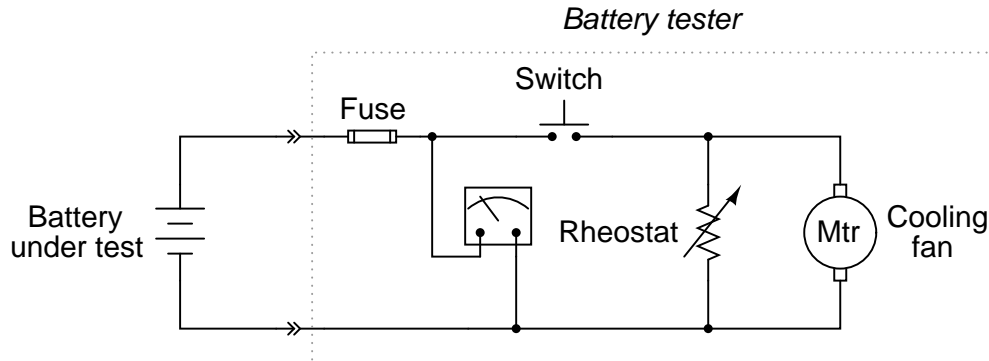 Battery tester
Switch
Fuse
Battery
under test
Rheostat
Mtr
Cooling
fan